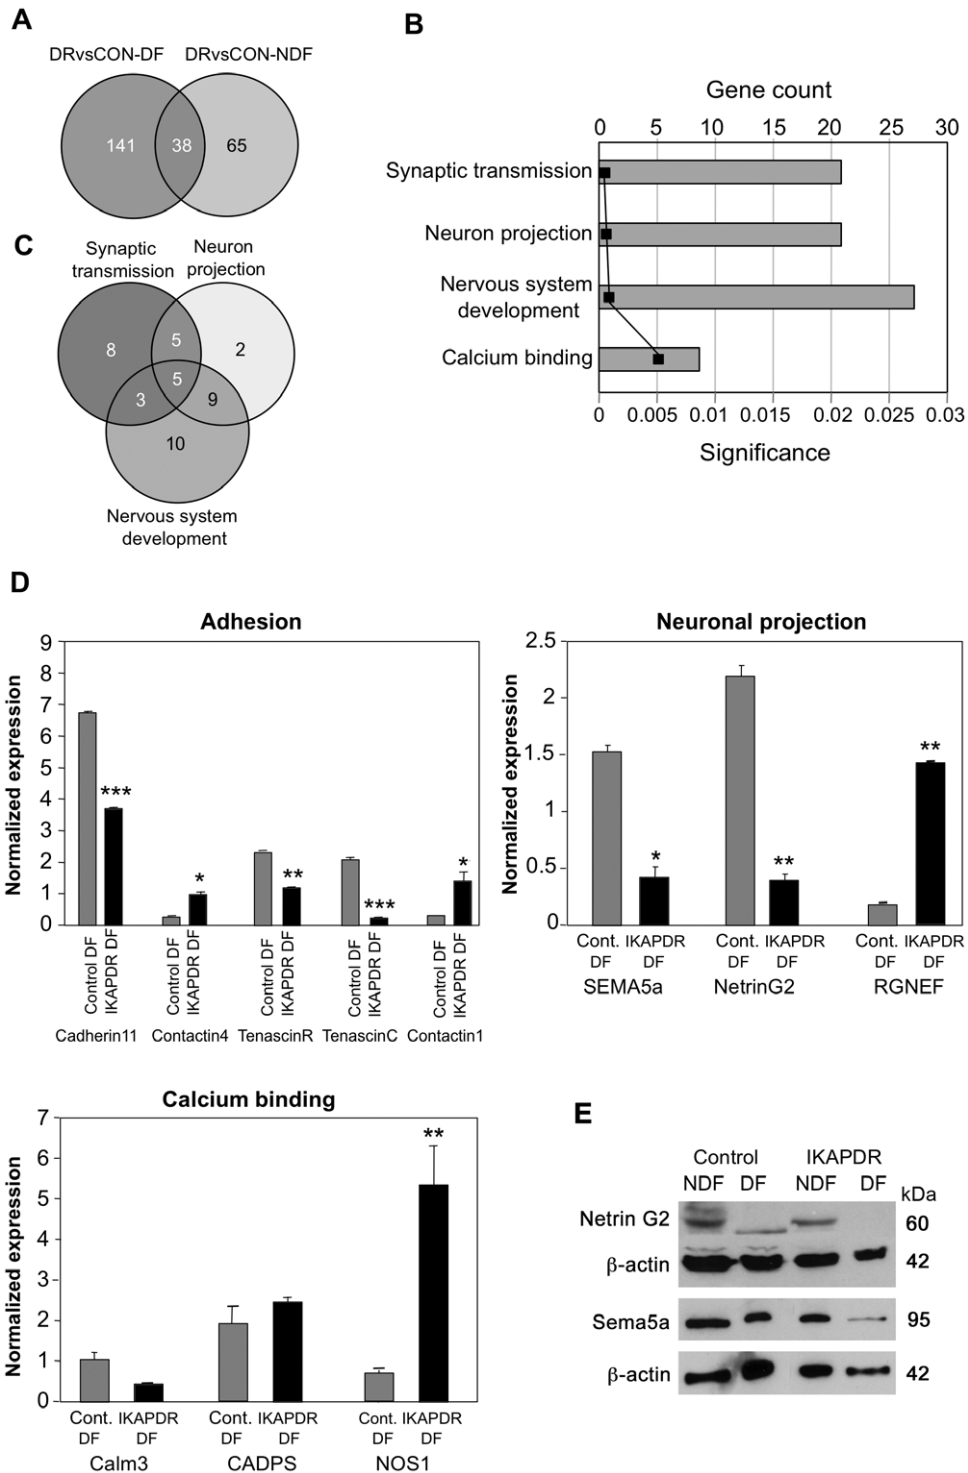 A
DRvsCON-DF DRvsCON-NDF
141 38 65
B
Gene count
0 5 10 15 20 25 30
Synaptic transmission
Neuron projection
Nervous system
development
Calcium binding
0 0.005 0.01 0.015 0.02 0.025 0.03
Significance
C
Synaptic
transmission
Neuron
projection
8 5 2
5
3 9
10
Nervous system
development
D
Adhesion
Normalized expression
9
8
7
6
5
4
3
2
1
0
*** * ** *** *
Control DF
IKAPDR DF
Control DF
IKAPDR DF
Control DF
IKAPDR DF
Control DF
IKAPDR DF
Control DF
IKAPDR DF
Cadherin11 Contactin4 TenascinR TenascinC Contactin1
Neuronal projection
Normalized expression
2.5
2
1.5
1
0.5
0
* ** **
Cont. IKAPDR Cont. IKAPDR Cont. IKAPDR
DF DF DF DF DF DF
SEMA5a NetrinG2 RGNEF
Calcium binding
Normalized expression
7
6
5
4
3
2
1
0
**
Cont. IKAPDR Cont. IKAPDR Cont. IKAPDR
DF DF DF DF DF DF
Calm3 CADPS NOS1
E
Control IKAPDR
NDF DF NDF DF kDa
Netrin G2 60
β-actin 42
Sema5a 95
β-actin 42